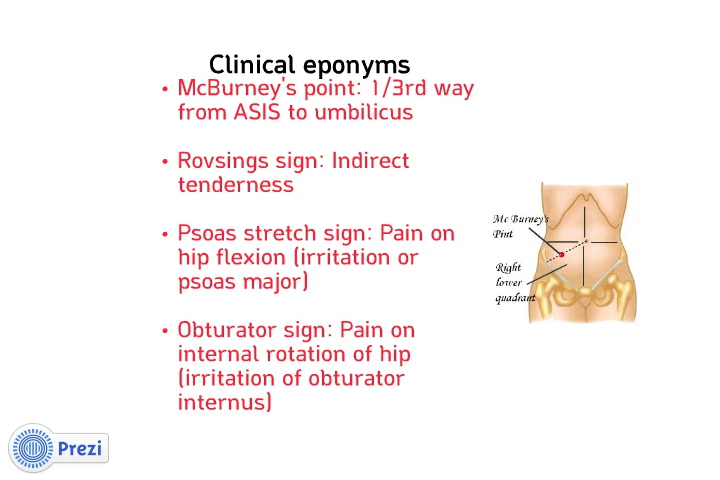 Clinical eponyms
• McBurney's point: 1/3rd way
from ASIS to umbilicus
• Rovsings sign: Indirect
tenderness
• Psoas stretch sign: Pain on
hip flexion (irritation or
psoas major)
• Obturator sign: Pain on
internal rotation of hip
(irritation of obturator
internus)
Mc Burney's
Pint
Right
lower
quadrant
Prezi